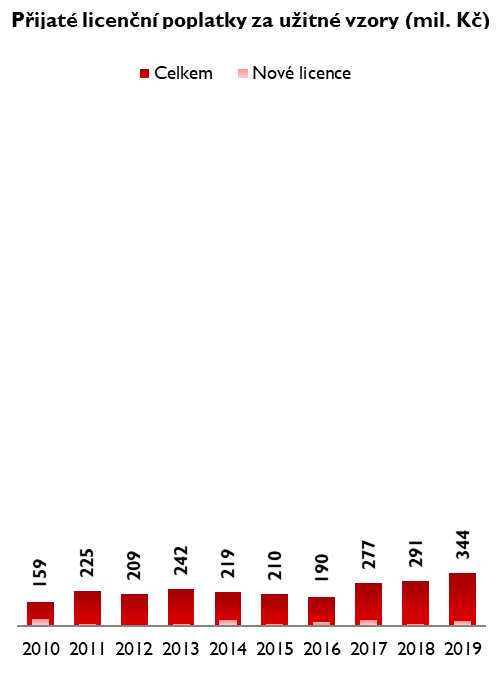 Přijaté licenční poplatky za užitné vzory (mil. Kč)
Celkem Nové licence
159 225 209 242 219 210 190 277 291 344
2010 2011 2012 2013 2014 2015 2016 2017 2018 2019